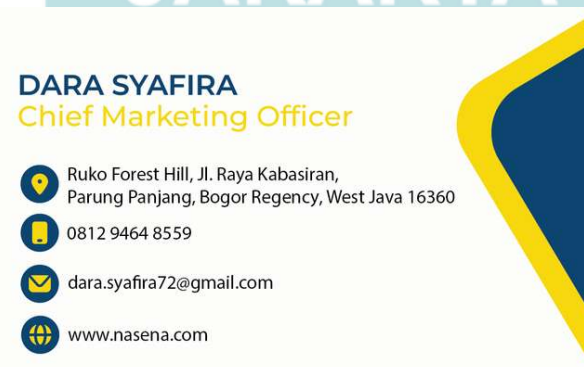 JAKARTA
DARA SYAFIRA
Chief Marketing Officer
Ruko Forest Hill, Jl. Raya Kabasiran,
Parung Panjang, Bogor Regency, West Java 16360
0812 9464 8559
dara.syafira72@gmail.com
www.nasena.com